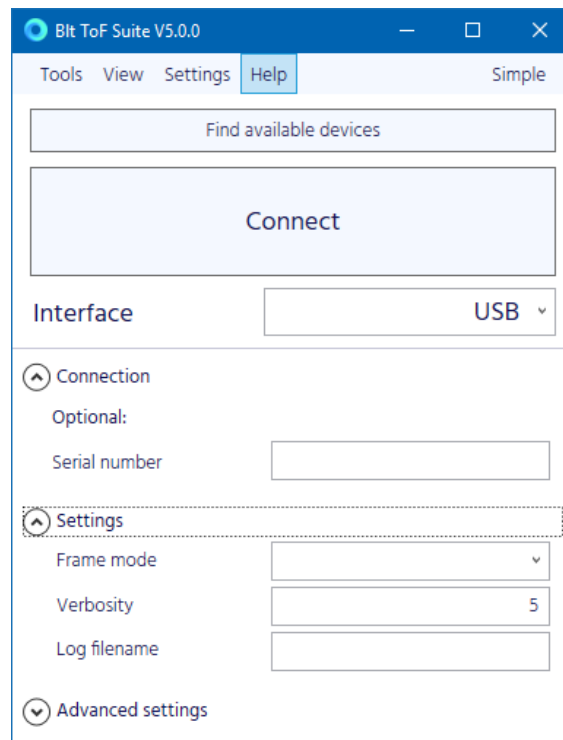 Blt ToF Suite V5.0.0
Tools View Settings Help Simple
Find available devices
Connect
Interface USB
Connection
Optional:
Serial number
Settings
Frame mode
Verbosity 5
Log filename
Advanced settings